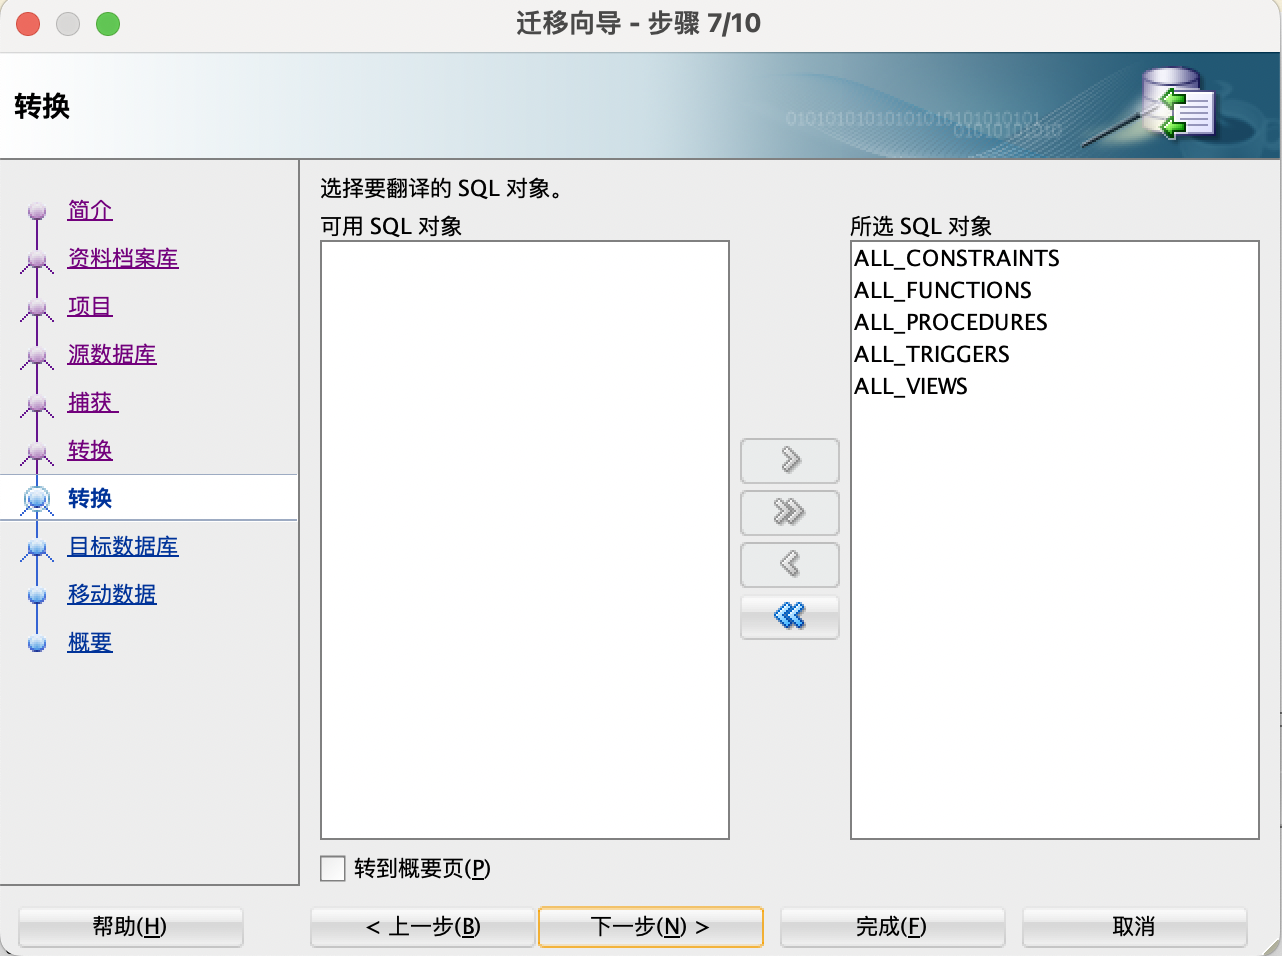 迁移向导 - 步骤 7/10
转换
01010101010101010101010101
01010101010
简介
资料档案库
项目
源数据库
捕获
转换
转换
目标数据库
移动数据
概要
选择要翻译的 SQL 对象。
可用 SQL 对象
所选 SQL 对象
ALL_CONSTRAINTS
ALL_FUNCTIONS
ALL_PROCEDURES
ALL_TRIGGERS
ALL_VIEWS
转到概要页(P)
帮助(H)
< 上一步(B)
下一步(N) >
完成(F)
取消